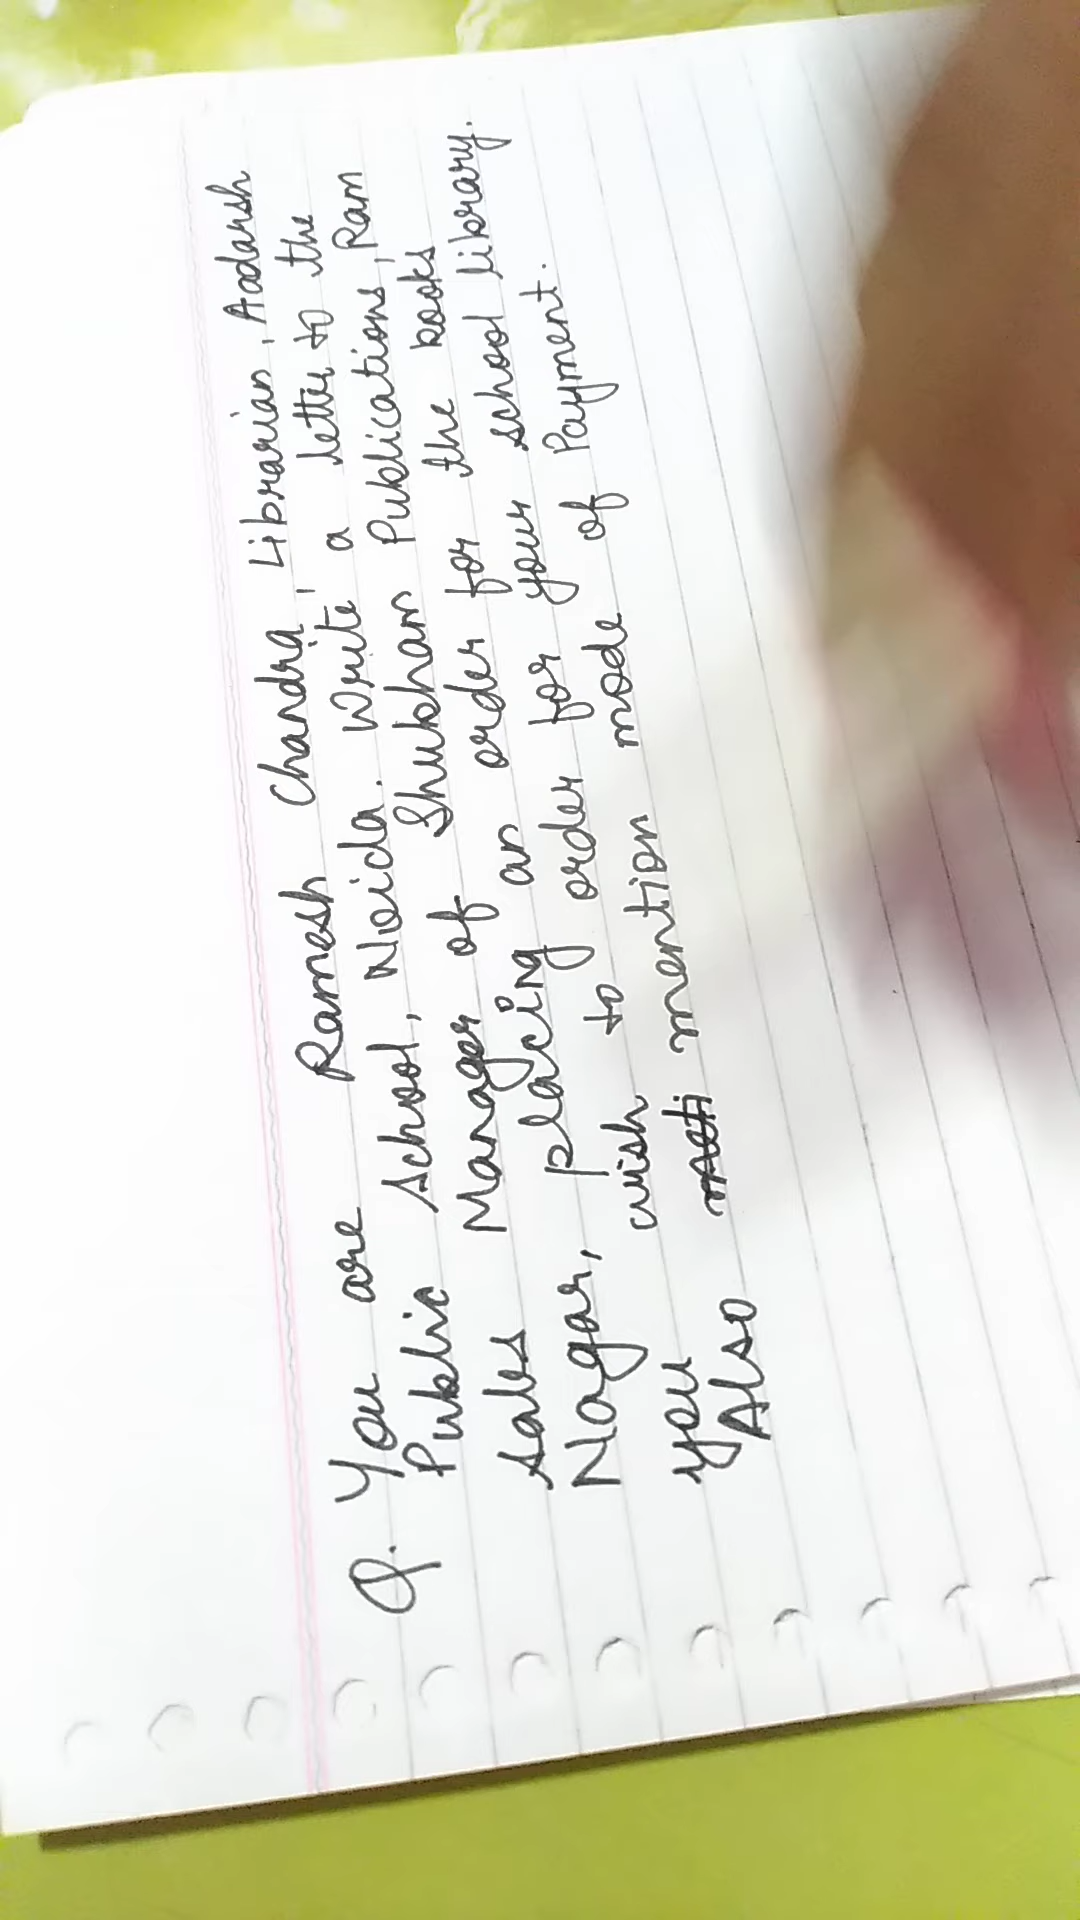 Q. You are Ramesh Chandra, Librarian, Aadarsh
Public School, Noida. Write a letter to the
Sales Manager of Shubham Publications, Ram
Nagar, placing an order for the books
you wish to order for your school library.
Also mention mode of Payment.